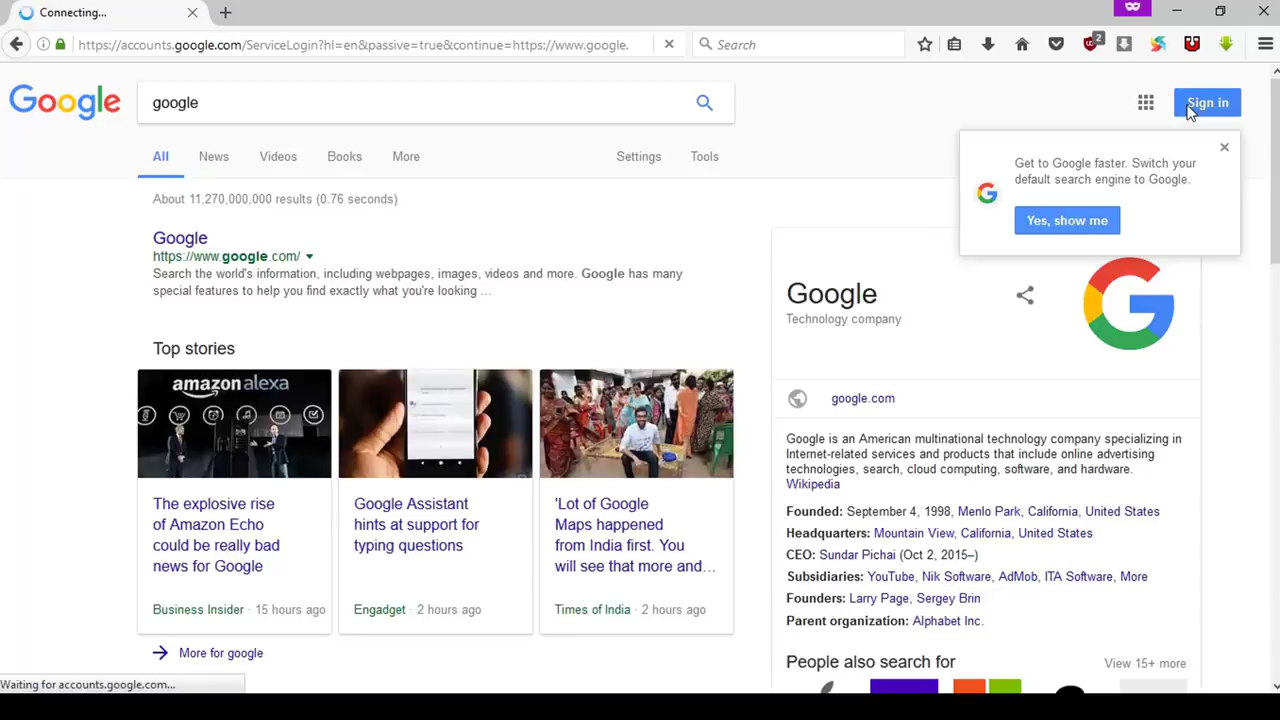 Connecting...
https://accounts.google.com/ServiceLogin?hl=en&passive=true&continue=https://www.google.
Search
2
Google
google
Sign in
All
News
Videos
Books
More
Settings
Tools
Get to Google faster. Switch your
default search engine to Google.
Yes, show me
About 11,270,000,000 results (0.76 seconds)
Google
https://www.google.com/
Search the world's information, including webpages, images, videos and more. Google has many
special features to help you find exactly what you're looking ...
Top stories
amazon alexa
The explosive rise
of Amazon Echo
could be really bad
news for Google
Business Insider · 15 hours ago
Google Assistant
hints at support for
typing questions
Engadget · 2 hours ago
'Lot of Google
Maps happened
from India first. You
will see that more and...
Times of India · 2 hours ago
More for google
Google
Technology company
G
google.com
Google is an American multinational technology company specializing in
Internet-related services and products that include online advertising
technologies, search, cloud computing, software, and hardware.
Wikipedia
Founded: September 4, 1998, Menlo Park, California, United States
Headquarters: Mountain View, California, United States
CEO: Sundar Pichai (Oct 2, 2015–)
Subsidiaries: YouTube, Nik Software, AdMob, ITA Software, More
Founders: Larry Page, Sergey Brin
Parent organization: Alphabet Inc.
People also search for
View 15+ more
Waiting for accounts.google.com...